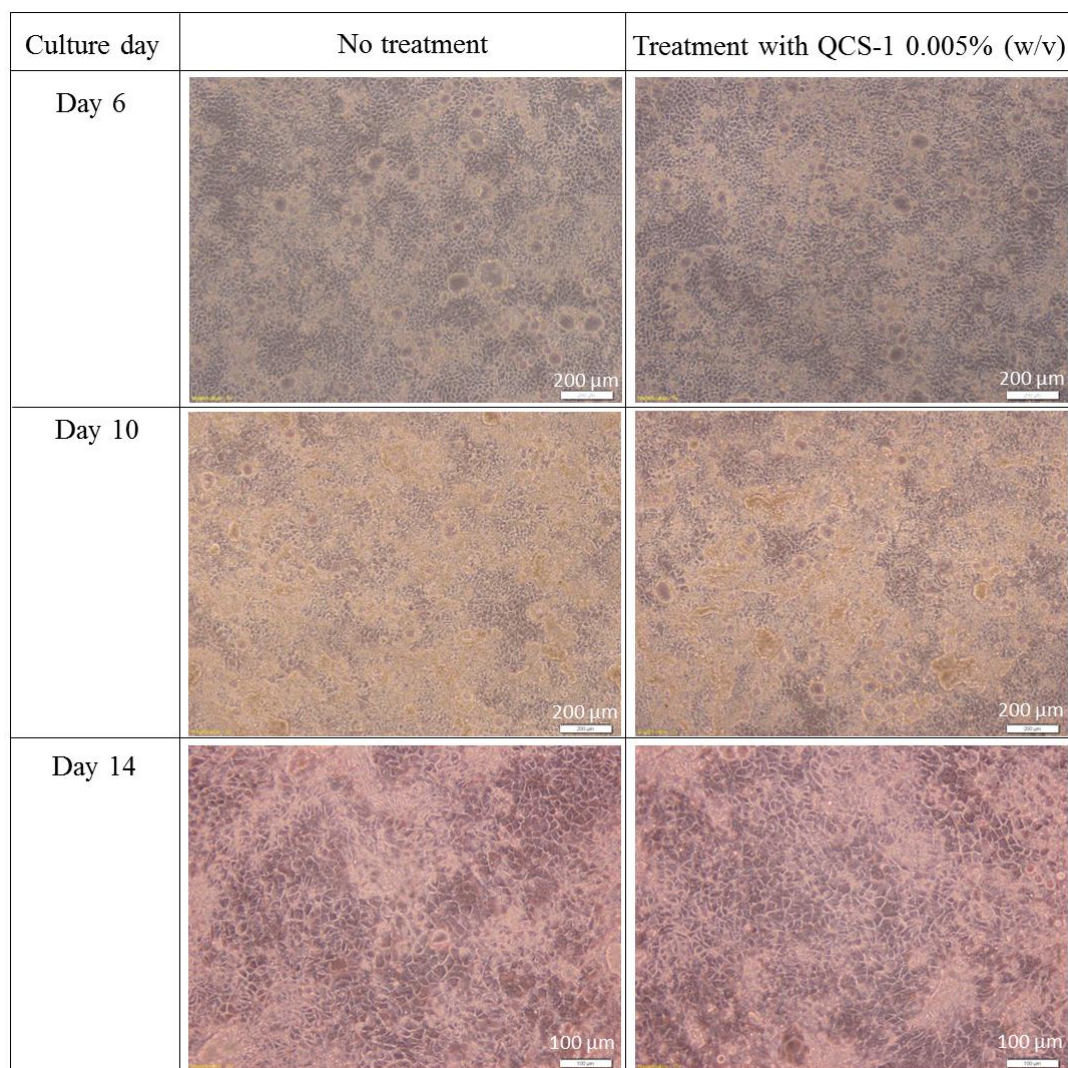 Culture day
No treatment
Treatment with QCS-1 0.005% (w/v)
Day 6
200 µm
200 µm
Day 10
200 µm
200 µm
Day 14
100 µm
100 µm